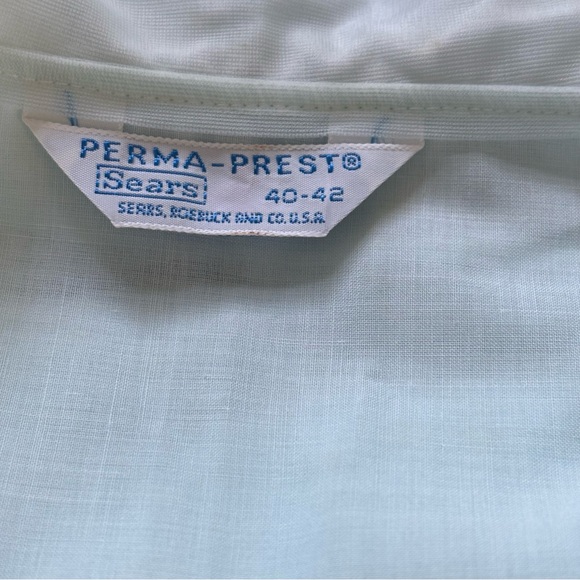 PERMA-PREST®
Sears 40-42
SEARS, ROEBUCK AND CO. U.S.A.